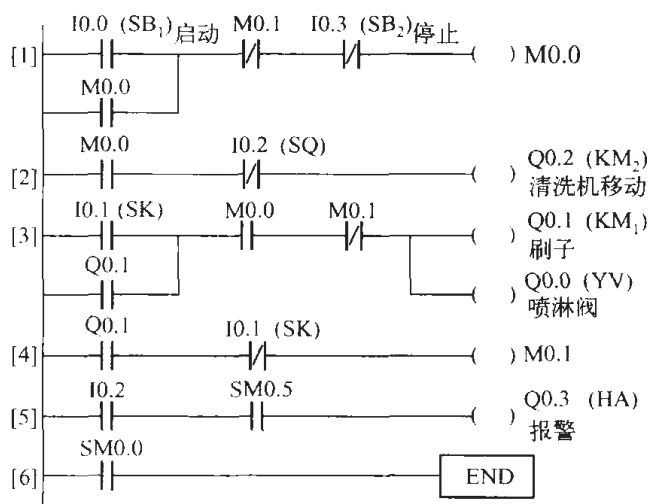 I0.0 (SB₁) 启动 M0.1 I0.3 (SB₂) 停止
[1] ( ) M0.0
M0.0
M0.0 I0.2 (SQ)
[2] ( ) Q0.2 (KM₂)
清洗机移动
I0.1 (SK) M0.0 M0.1
[3] ( ) Q0.1 (KM₁)
刷子
Q0.1 ( ) Q0.0 (YV)
喷淋阀
Q0.1 I0.1 (SK)
[4] ( ) M0.1
I0.2 SM0.5
[5] ( ) Q0.3 (HA)
报警
SM0.0
[6] END